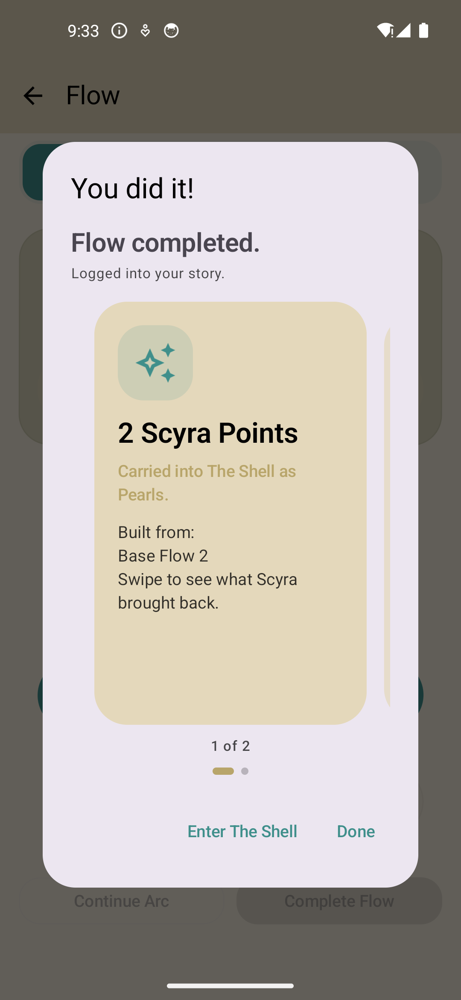 9:33
Flow
You did it!
Flow completed.
Logged into your story.
2 Scyra Points
Carried into The Shell as
Pearls.
Built from:
Base Flow 2
Swipe to see what Scyra
brought back.
1 of 2
Enter The Shell
Done
Continue Arc
Complete Flow